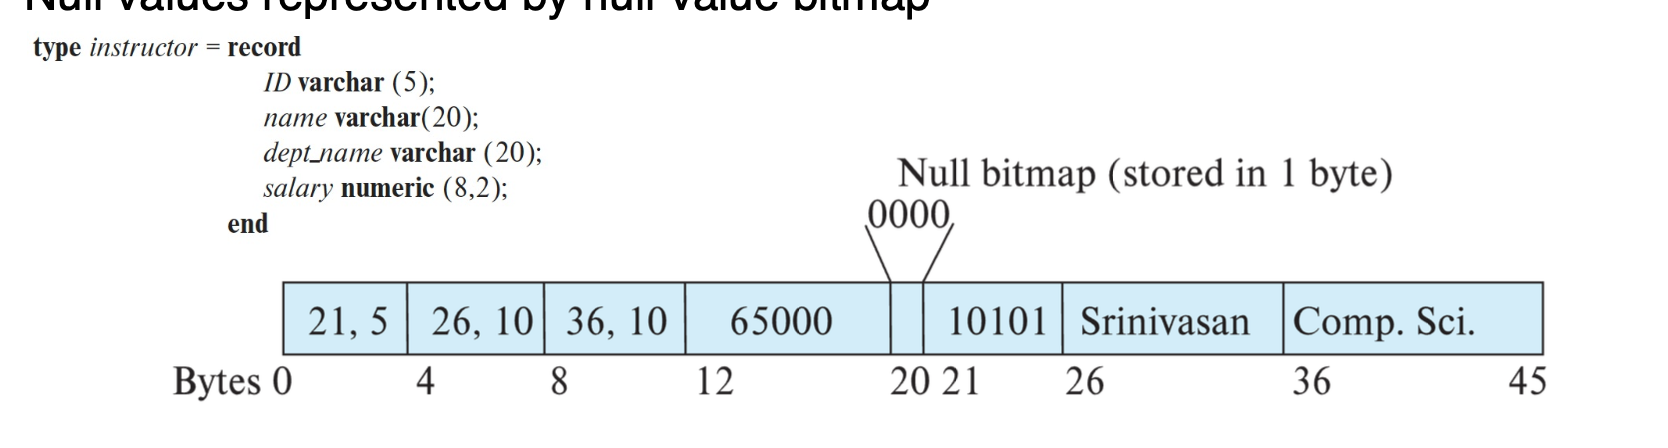 Null values represented by null value bitmap
type instructor = record
ID varchar (5);
name varchar(20);
dept_name varchar (20);
salary numeric (8,2);
end
Null bitmap (stored in 1 byte)
0000
21, 5 26, 10 36, 10 65000 10101 Srinivasan Comp. Sci.
Bytes 0 4 8 12 20 21 26 36 45